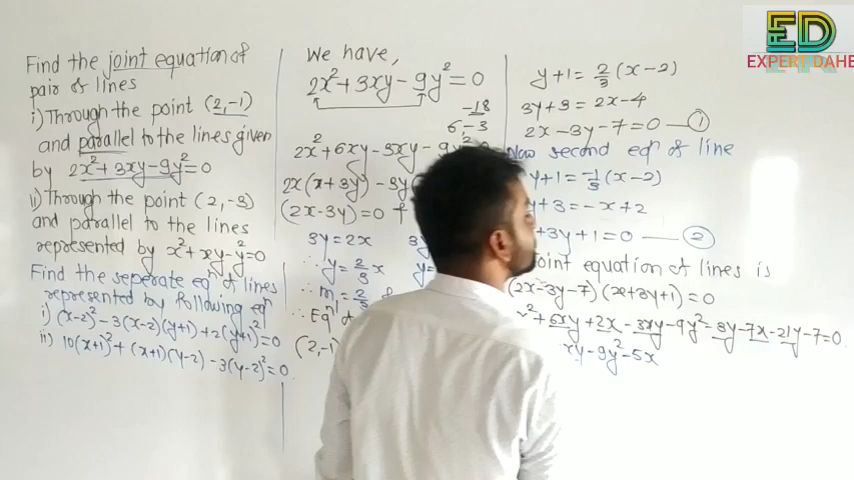 Find the joint equation of
pair of lines
i) Through the point (2,-1)
and parallel to the lines given
by 2x²+3xy-9y²=0
ii) Through the point (2,-3)
and parallel to the lines
represented by x²+xy-y²=0
Find the seperate eqⁿ of lines
represented by following eqⁿ
i) (x-2)²-3(x-2)(y+1)+2(y+1)²=0
ii) 10(x+1)²+(x+1)(y-2)-3(y-2)²=0
We have,
2x²+3xy-9y²=0
-18
6,-3
2x²+6xy-3xy-9y²
2x(x+3y)-3y
(2x-3y)=0
3y=2x
∴ y=2/3 x
∴ m₁=2/3 &
∴ Eqⁿ of
(2,-1)
y+1=2/3(x-2)
3y+3=2x-4
2x-3y-7=0 — ①
Now second eqⁿ of line
y+1=-1/3(x-2)
y+3=-x+2
+3y+1=0 — ②
Joint equation of lines is
(2x-3y-7)(x+3y+1)=0
x²+6xy+2x-3xy-9y²-3y-7x-21y-7=0
xy-9y²-5x
ED
EXPERT DAHE